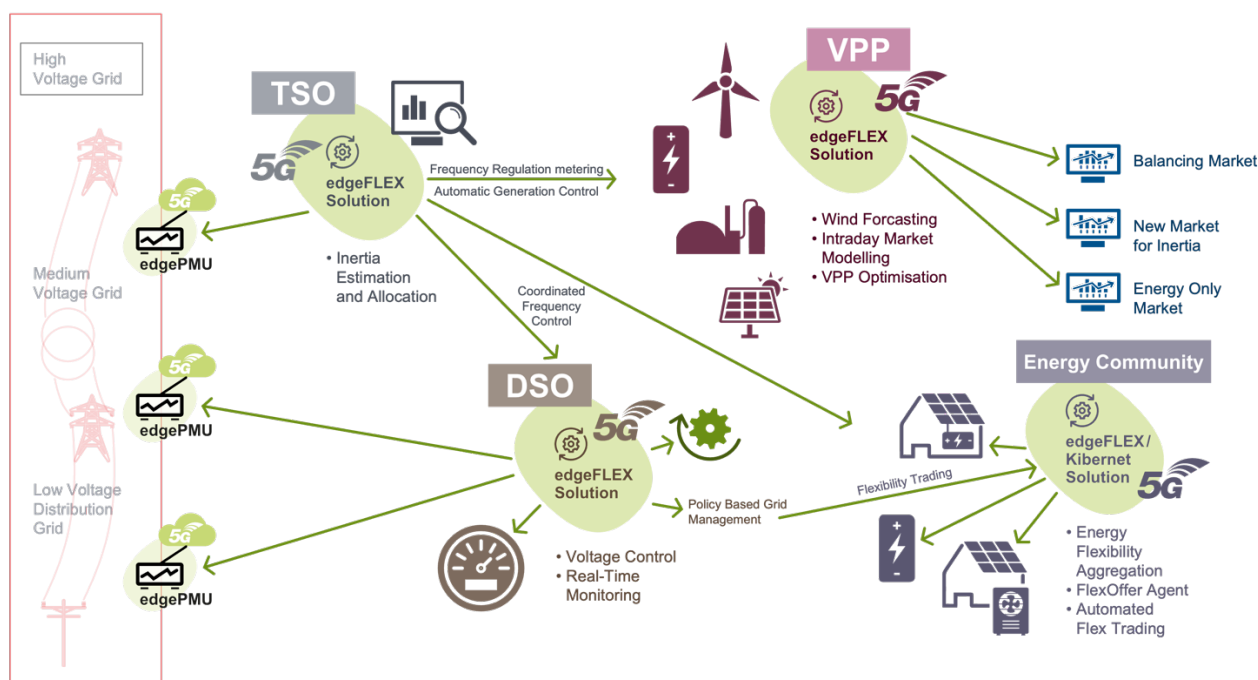 High
Voltage Grid
TSO
5G
edgeFLEX
Solution
• Inertia
Estimation
and Allocation
Frequency Regulation metering
Automatic Generation Control
Coordinated
Frequency
Control
VPP
5G
edgeFLEX
Solution
• Wind Forcasting
• Intraday Market
Modelling
• VPP Optimisation
Balancing Market
New Market
for Inertia
Energy Only
Market
5G
edgePMU
Medium
Voltage Grid
5G
edgePMU
Low Voltage
Distribution
Grid
5G
edgePMU
DSO
5G
edgeFLEX
Solution
• Voltage Control
• Real-Time
Monitoring
Policy Based Grid
Management
Flexibility Trading
Energy Community
edgeFLEX/
Kibernet
Solution
5G
• Energy
Flexibility
Aggregation
• FlexOffer Agent
• Automated
Flex Trading